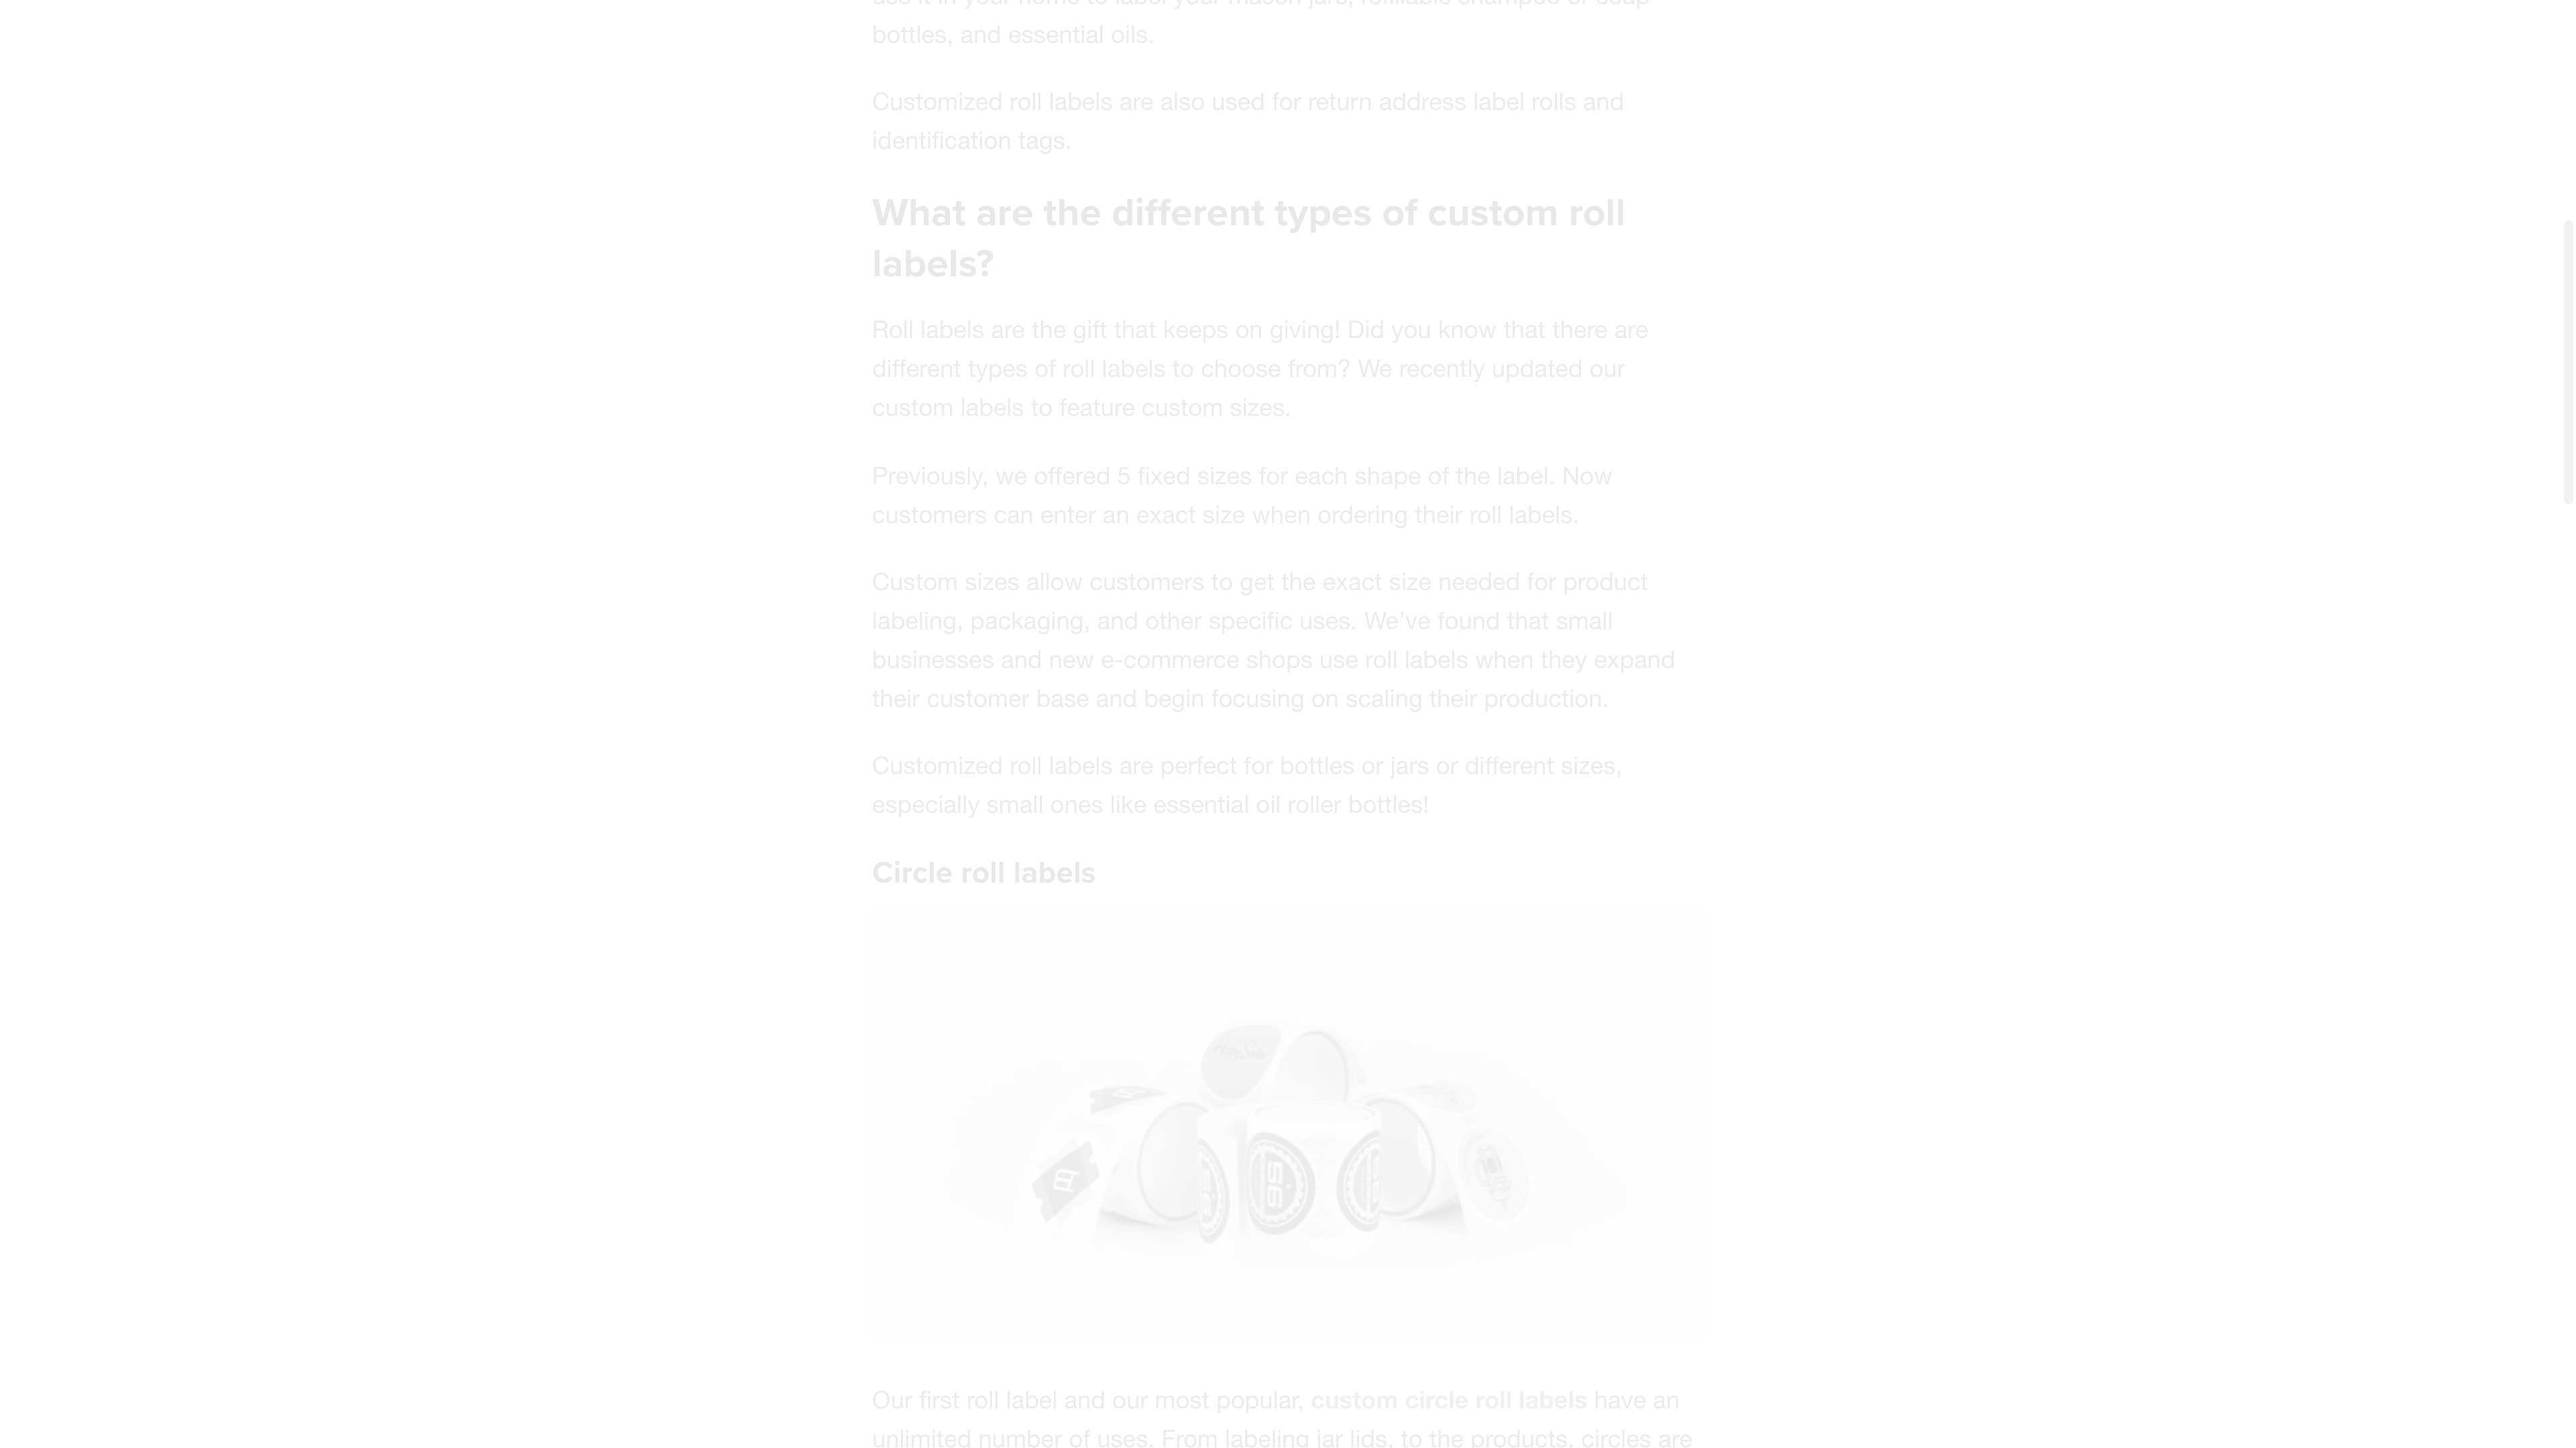 bottles, and essential oils.
Customized roll labels are also used for return address label rolls and
identification tags.
What are the different types of custom roll
labels?
Roll labels are the gift that keeps on giving! Did you know that there are
different types of roll labels to choose from? We recently updated our
custom labels to feature custom sizes.
Previously, we offered 5 fixed sizes for each shape of the label. Now
customers can enter an exact size when ordering their roll labels.
Custom sizes allow customers to get the exact size needed for product
labeling, packaging, and other specific uses. We’ve found that small
businesses and new e-commerce shops use roll labels when they expand
their customer base and begin focusing on scaling their production.
Customized roll labels are perfect for bottles or jars or different sizes,
especially small ones like essential oil roller bottles!
Circle roll labels
Our first roll label and our most popular, custom circle roll labels have an
unlimited number of uses. From labeling jar lids, to the products, circles are